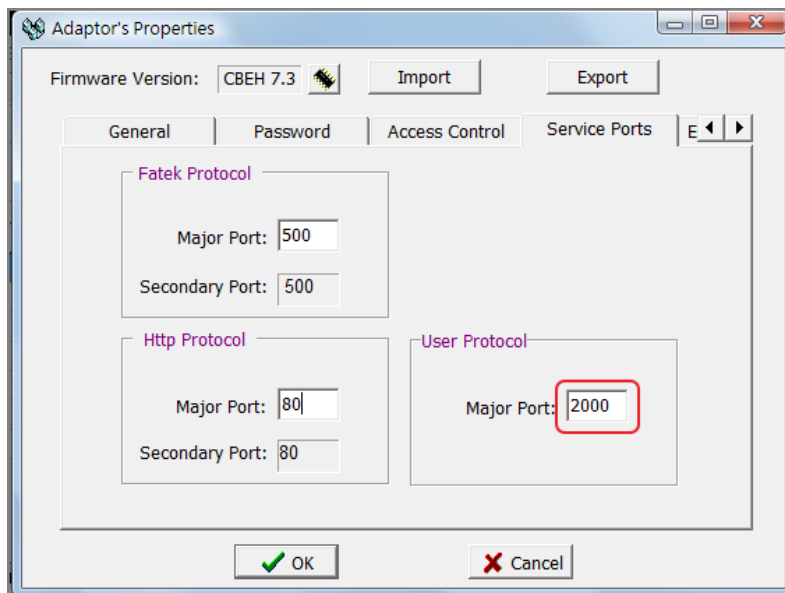 Adaptor's Properties
Firmware Version: CBEH 7.3 Import Export
General Password Access Control Service Ports E
Fatek Protocol
Major Port: 500
Secondary Port: 500
Http Protocol
Major Port: 80
Secondary Port: 80
User Protocol
Major Port: 2000
OK Cancel